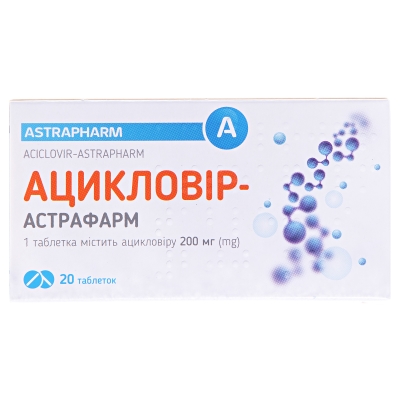 ASTRAPHARM
A
ACICLOVIR-ASTRAPHARM
АЦИКЛОВІР-
АСТРАФАРМ
1 таблетка містить ацикловіру 200 мг (mg)
20 таблеток